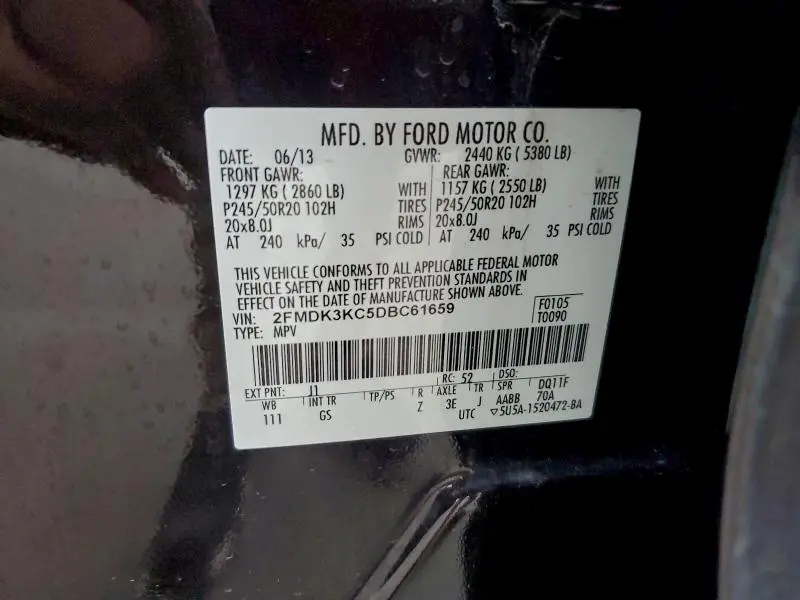 MFD. BY FORD MOTOR CO.
DATE: 06/13 GVWR: 2440 KG ( 5380 LB)
FRONT GAWR: REAR GAWR:
1297 KG ( 2860 LB) WITH 1157 KG ( 2550 LB) WITH
P245/50R20 102H TIRES P245/50R20 102H TIRES
20x8.0J RIMS 20x8.0J RIMS
AT 240 kPa/ 35 PSI COLD AT 240 kPa/ 35 PSI COLD
THIS VEHICLE CONFORMS TO ALL APPLICABLE FEDERAL MOTOR
VEHICLE SAFETY AND THEFT PREVENTION STANDARDS IN
EFFECT ON THE DATE OF MANUFACTURE SHOWN ABOVE.
VIN: 2FMDK3KC5DBC61659 F0105
TYPE: MPV T0090
EXT PNT: J1 RC: 52 DSO:
WB INT TR TP/PS R AXLE TR SPR DQ11F
111 GS Z 3E J AABB 70A
UTC ▽5U5A-1520472-BA